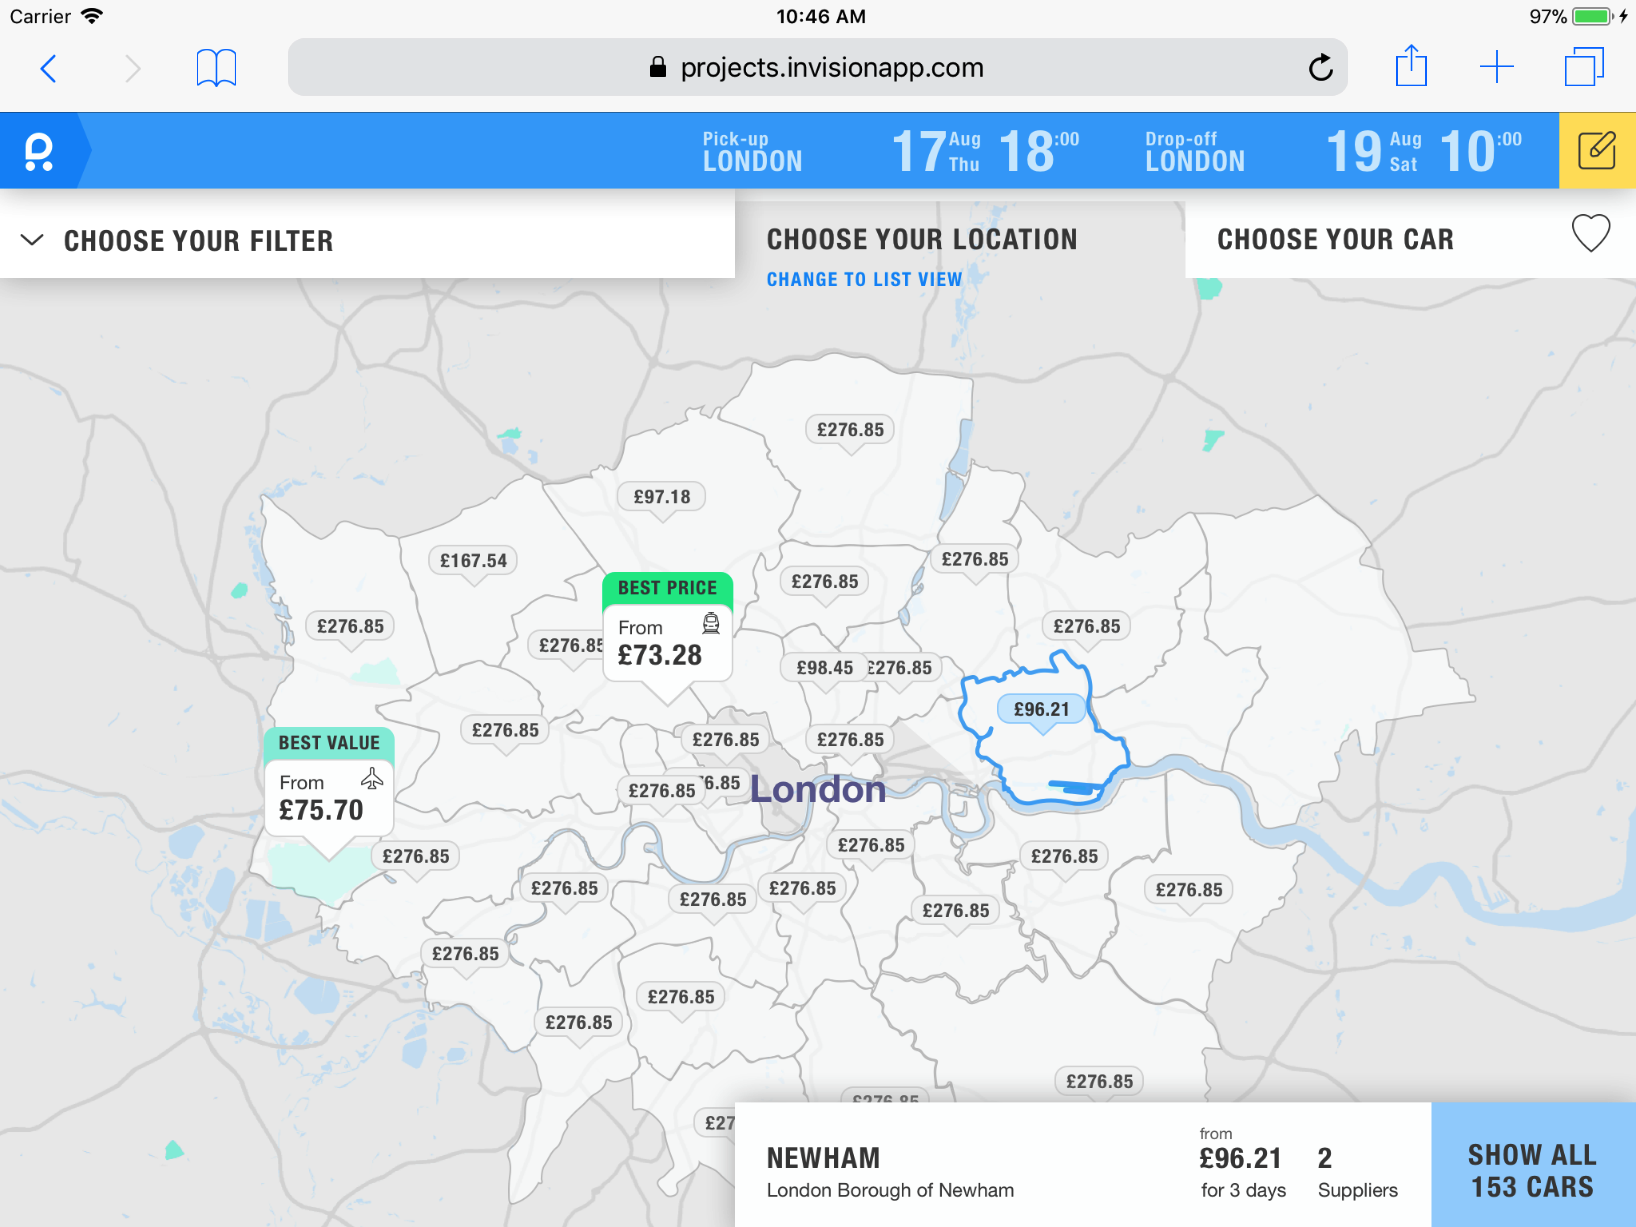 Carrier
10:46 AM
97%
projects.invisionapp.com
Pick-up
LONDON
17 Aug Thu
18:00
Drop-off
LONDON
19 Aug Sat
10:00
CHOOSE YOUR FILTER
CHOOSE YOUR LOCATION
CHANGE TO LIST VIEW
CHOOSE YOUR CAR
£276.85
£97.18
£167.54
£276.85
£276.85
BEST PRICE
From
£73.28
£276.85
£276.85
£276.85
£98.45
£276.85
£96.21
£276.85
£276.85
£276.85
BEST VALUE
From
£75.70
£276.85
6.85
London
£276.85
£276.85
£276.85
£276.85
£276.85
£276.85
£276.85
£276.85
£276.85
£276.85
£276.85
£276.85
£276.85
£27
NEWHAM
London Borough of Newham
from
£96.21
for 3 days
2
Suppliers
SHOW ALL
153 CARS